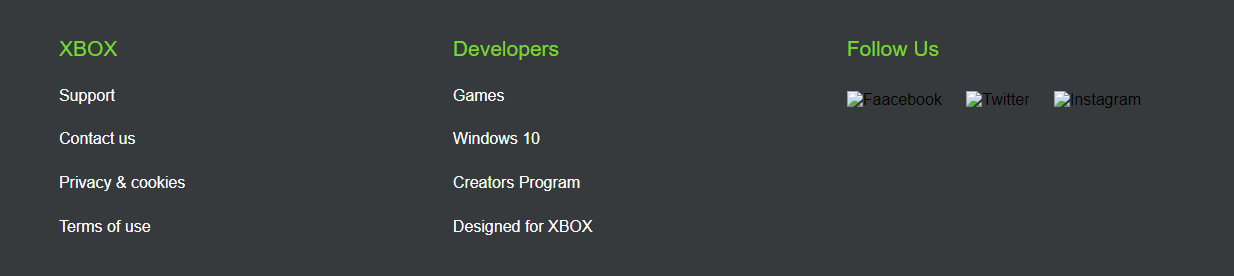 XBOX
Support
Contact us
Privacy & cookies
Terms of use
Developers
Games
Windows 10
Creators Program
Designed for XBOX
Follow Us
Faacebook Twitter Instagram